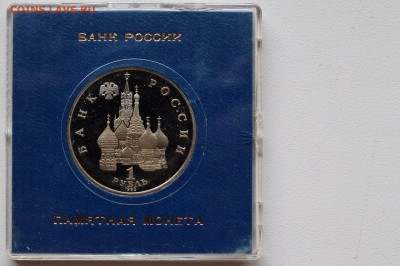 COINS.LAVE.RU
БАНК РОССИИ
БАНК РОССИИ
1
РУБЛЬ
ПАМЯТНАЯ МОНЕТА